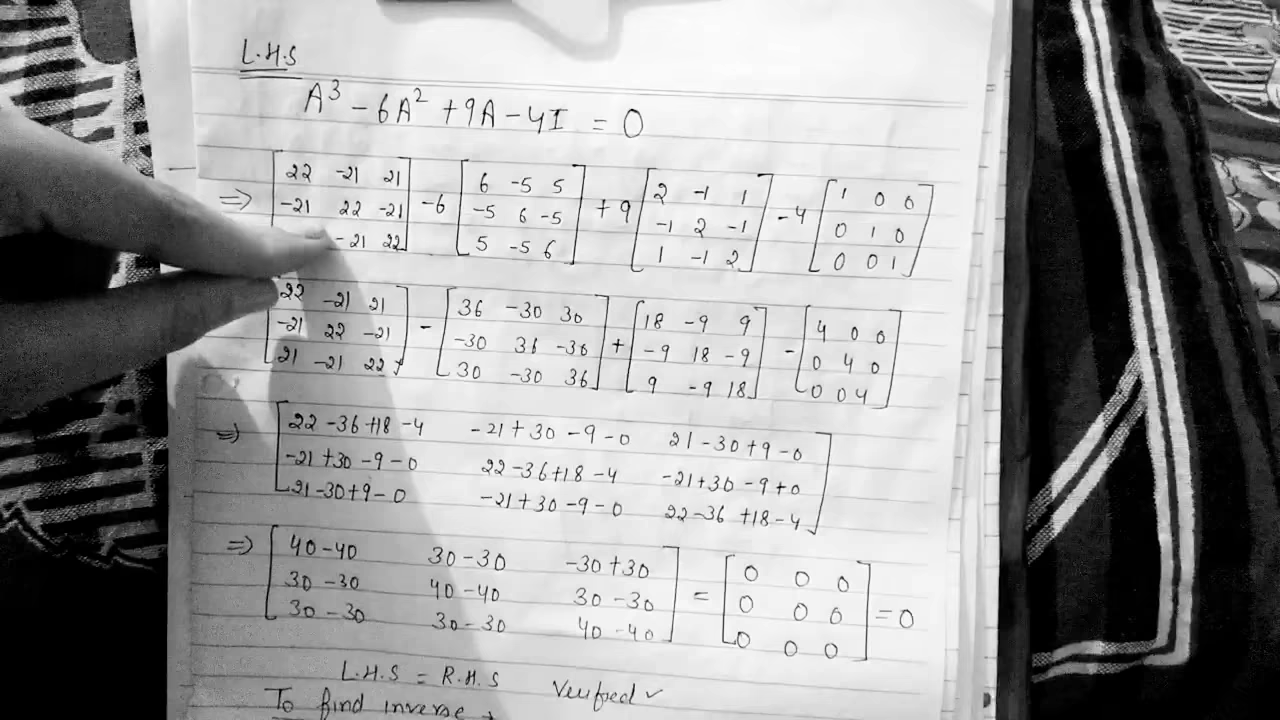 L.H.S
A³ - 6A² + 9A - 4I = 0
⇒ [22 -21 21] - 6 [6 -5 5] + 9 [2 -1 1] - 4 [1 0 0]
[-21 22 -21] [-5 6 -5] [-1 2 -1] [0 1 0]
[-21 22] [5 -5 6] [1 -1 2] [0 0 1]
[22 -21 21] - [36 -30 30] + [18 -9 9] - [4 0 0]
[-21 22 -21] [-30 36 -30] [-9 18 -9] [0 4 0]
[21 -21 22] [30 -30 36] [9 -9 18] [0 0 4]
⇒ [22-36+18-4 -21+30-9-0 21-30+9-0]
[-21+30-9-0 22-36+18-4 -21+30-9+0]
[21-30+9-0 -21+30-9-0 22-36+18-4]
⇒ [40-40 30-30 -30+30] = [0 0 0] = 0
[30-30 40-40 30-30] [0 0 0]
[30-30 30-30 40-40] [0 0 0]
L.H.S = R.H.S Verified ✓
To find inverse →